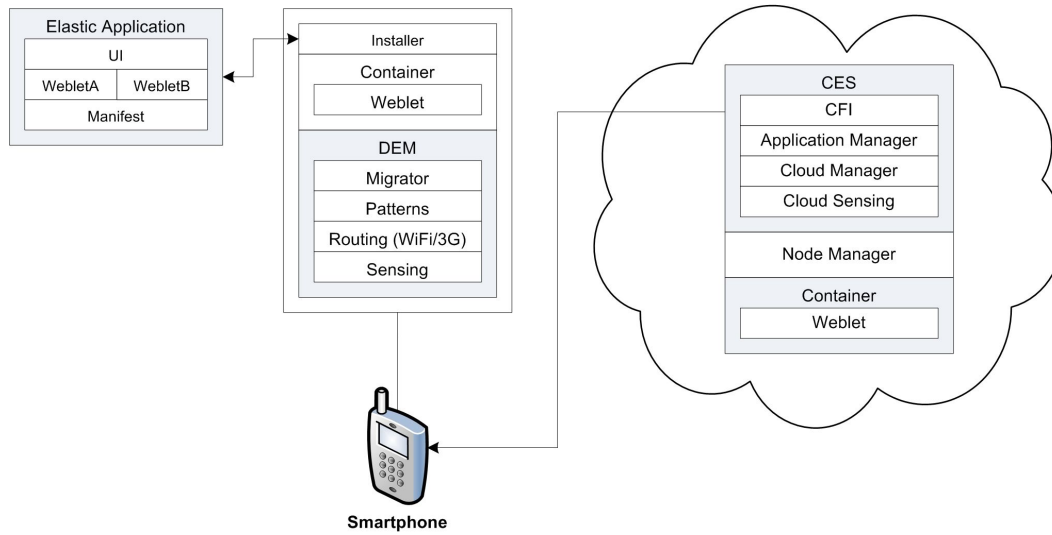 Elastic Application
UI
WebletA
WebletB
Manifest
Installer
Container
Weblet
DEM
Migrator
Patterns
Routing (WiFi/3G)
Sensing
Smartphone
CES
CFI
Application Manager
Cloud Manager
Cloud Sensing
Node Manager
Container
Weblet